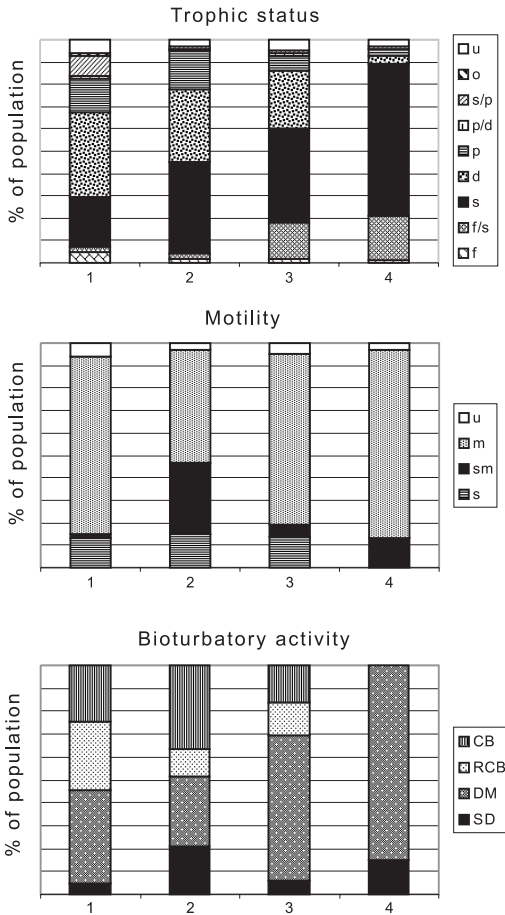 Trophic status
% of population
u
o
s/p
p/d
p
d
s
f/s
f
1 2 3 4
Motility
% of population
u
m
sm
s
1 2 3 4
Bioturbatory activity
% of population
CB
RCB
DM
SD
1 2 3 4